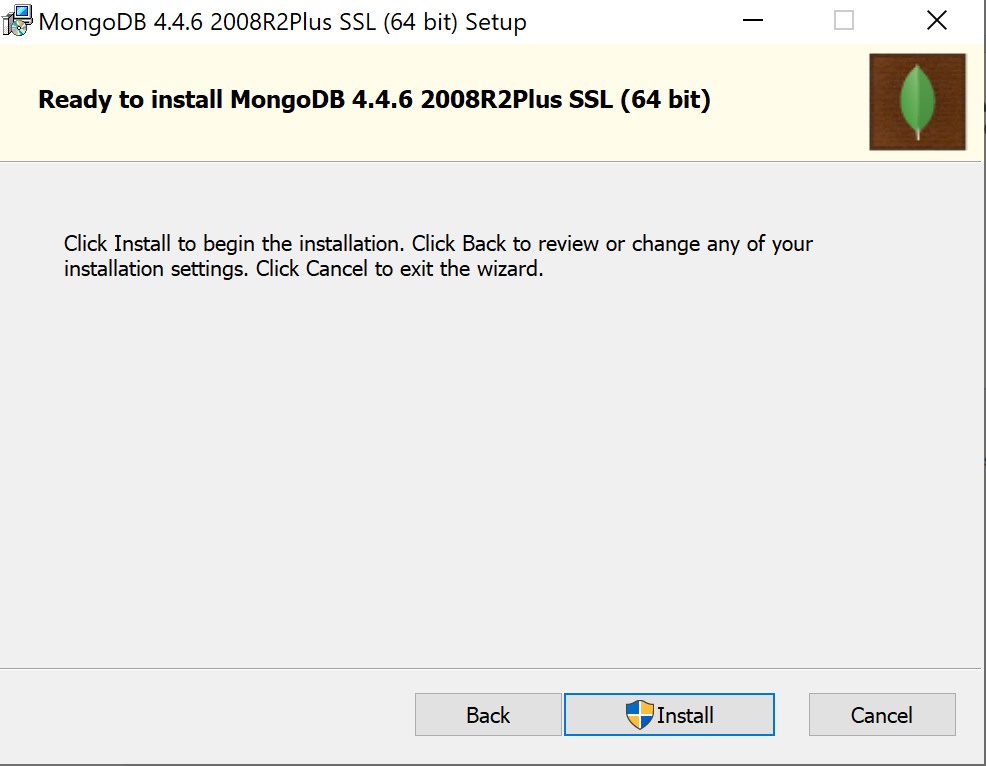 MongoDB 4.4.6 2008R2Plus SSL (64 bit) Setup
Ready to install MongoDB 4.4.6 2008R2Plus SSL (64 bit)
Click Install to begin the installation. Click Back to review or change any of your
installation settings. Click Cancel to exit the wizard.
Back
Install
Cancel